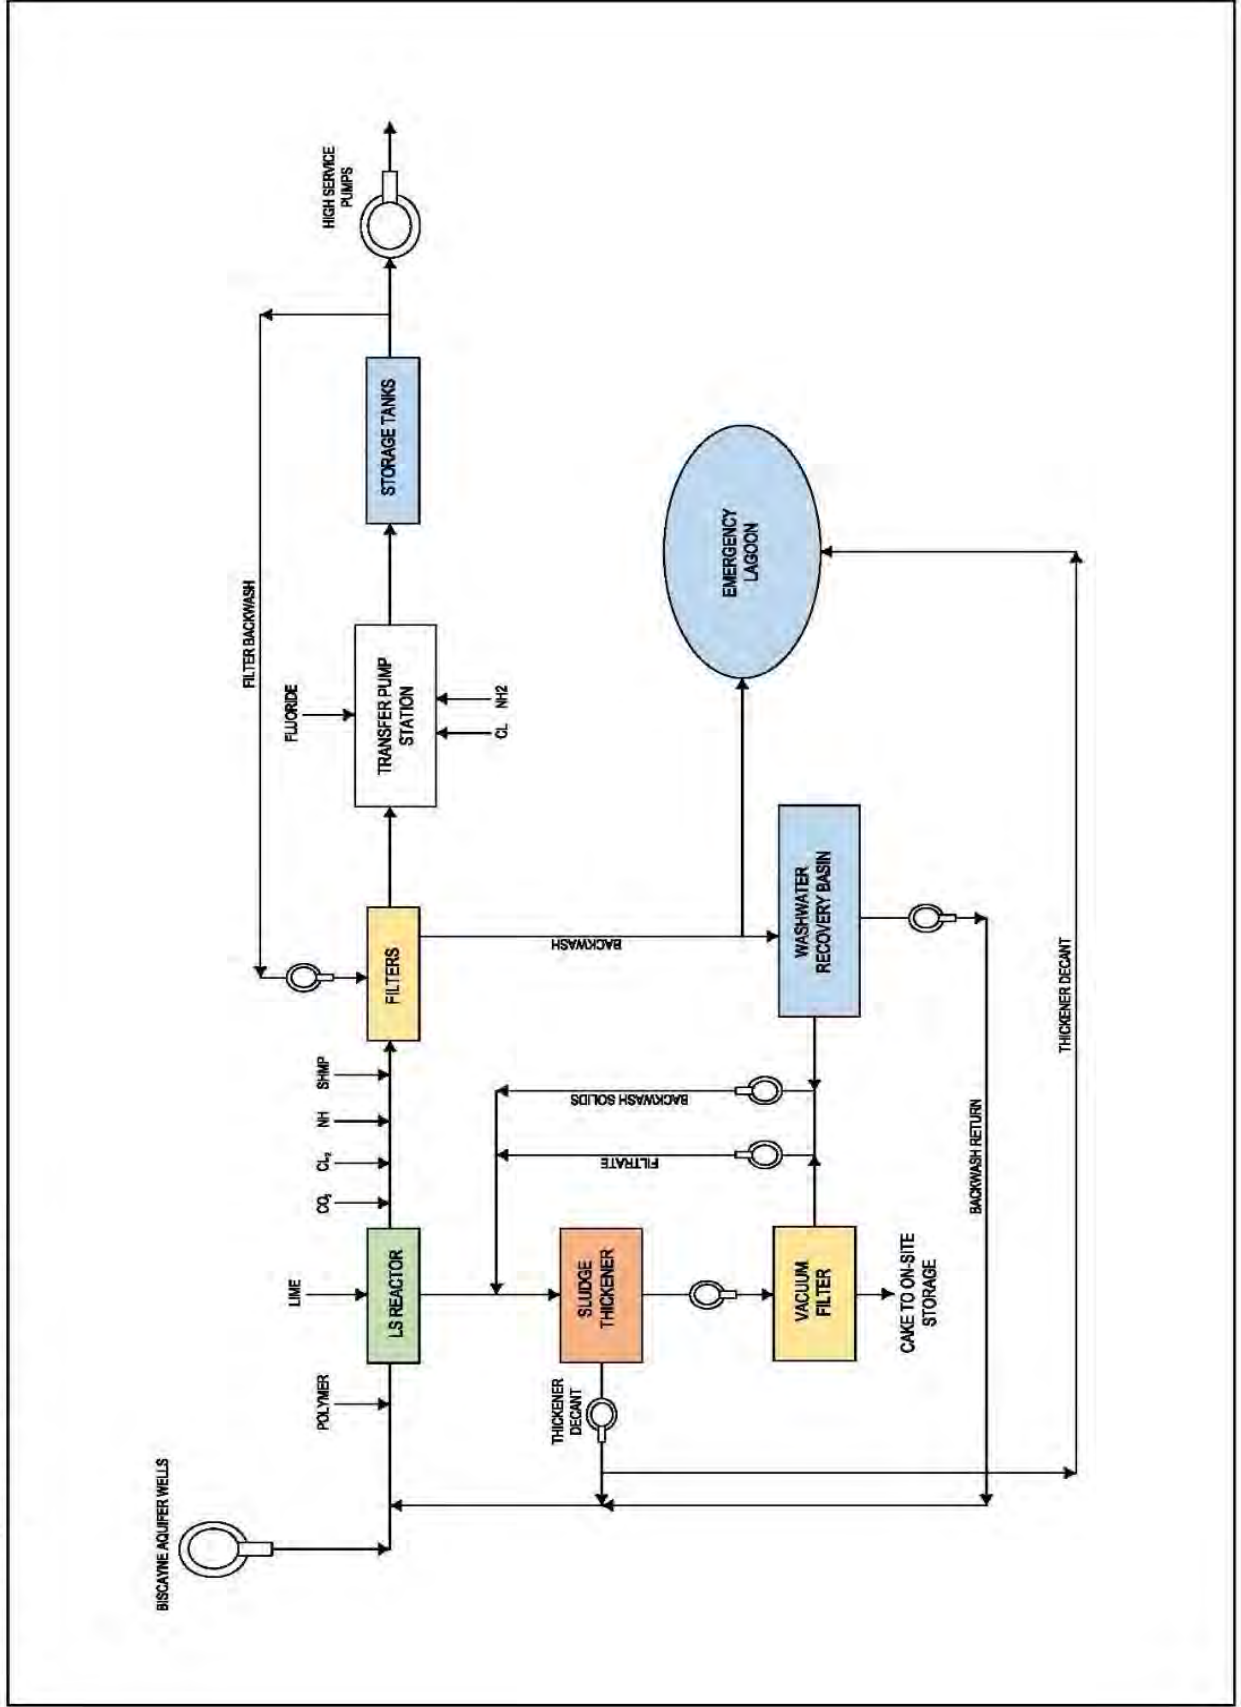 BISCAYNE AQUIFER WELLS
POLYMER
LIME
CO₂
CL₂
NH
SHMP
FILTER BACKWASH
FLUORIDE
HIGH SERVICE
PUMPS
LS REACTOR
FILTERS
TRANSFER PUMP
STATION
STORAGE TANKS
CL
NH2
THICKENER
DECANT
SLUDGE
THICKENER
FILTRATE
BACKWASH SOLIDS
BACKWASH
EMERGENCY
LAGOON
VACUUM
FILTER
WASHWATER
RECOVERY BASIN
CAKE TO ON-SITE
STORAGE
BACKWASH RETURN
THICKENER DECANT